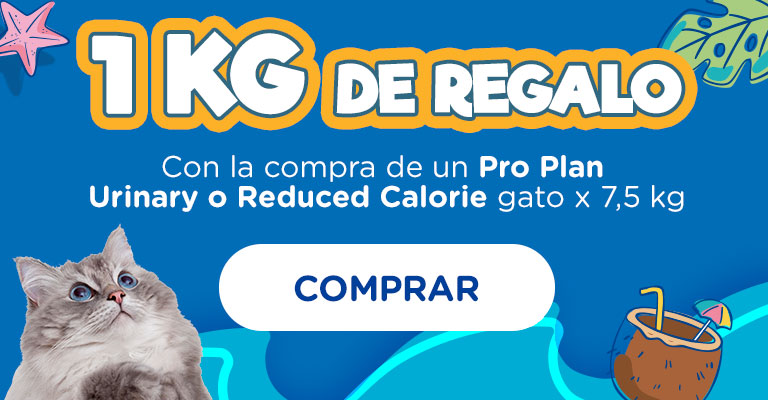 1 KG DE REGALO
Con la compra de un Pro Plan
Urinary o Reduced Calorie gato x 7,5 kg
COMPRAR